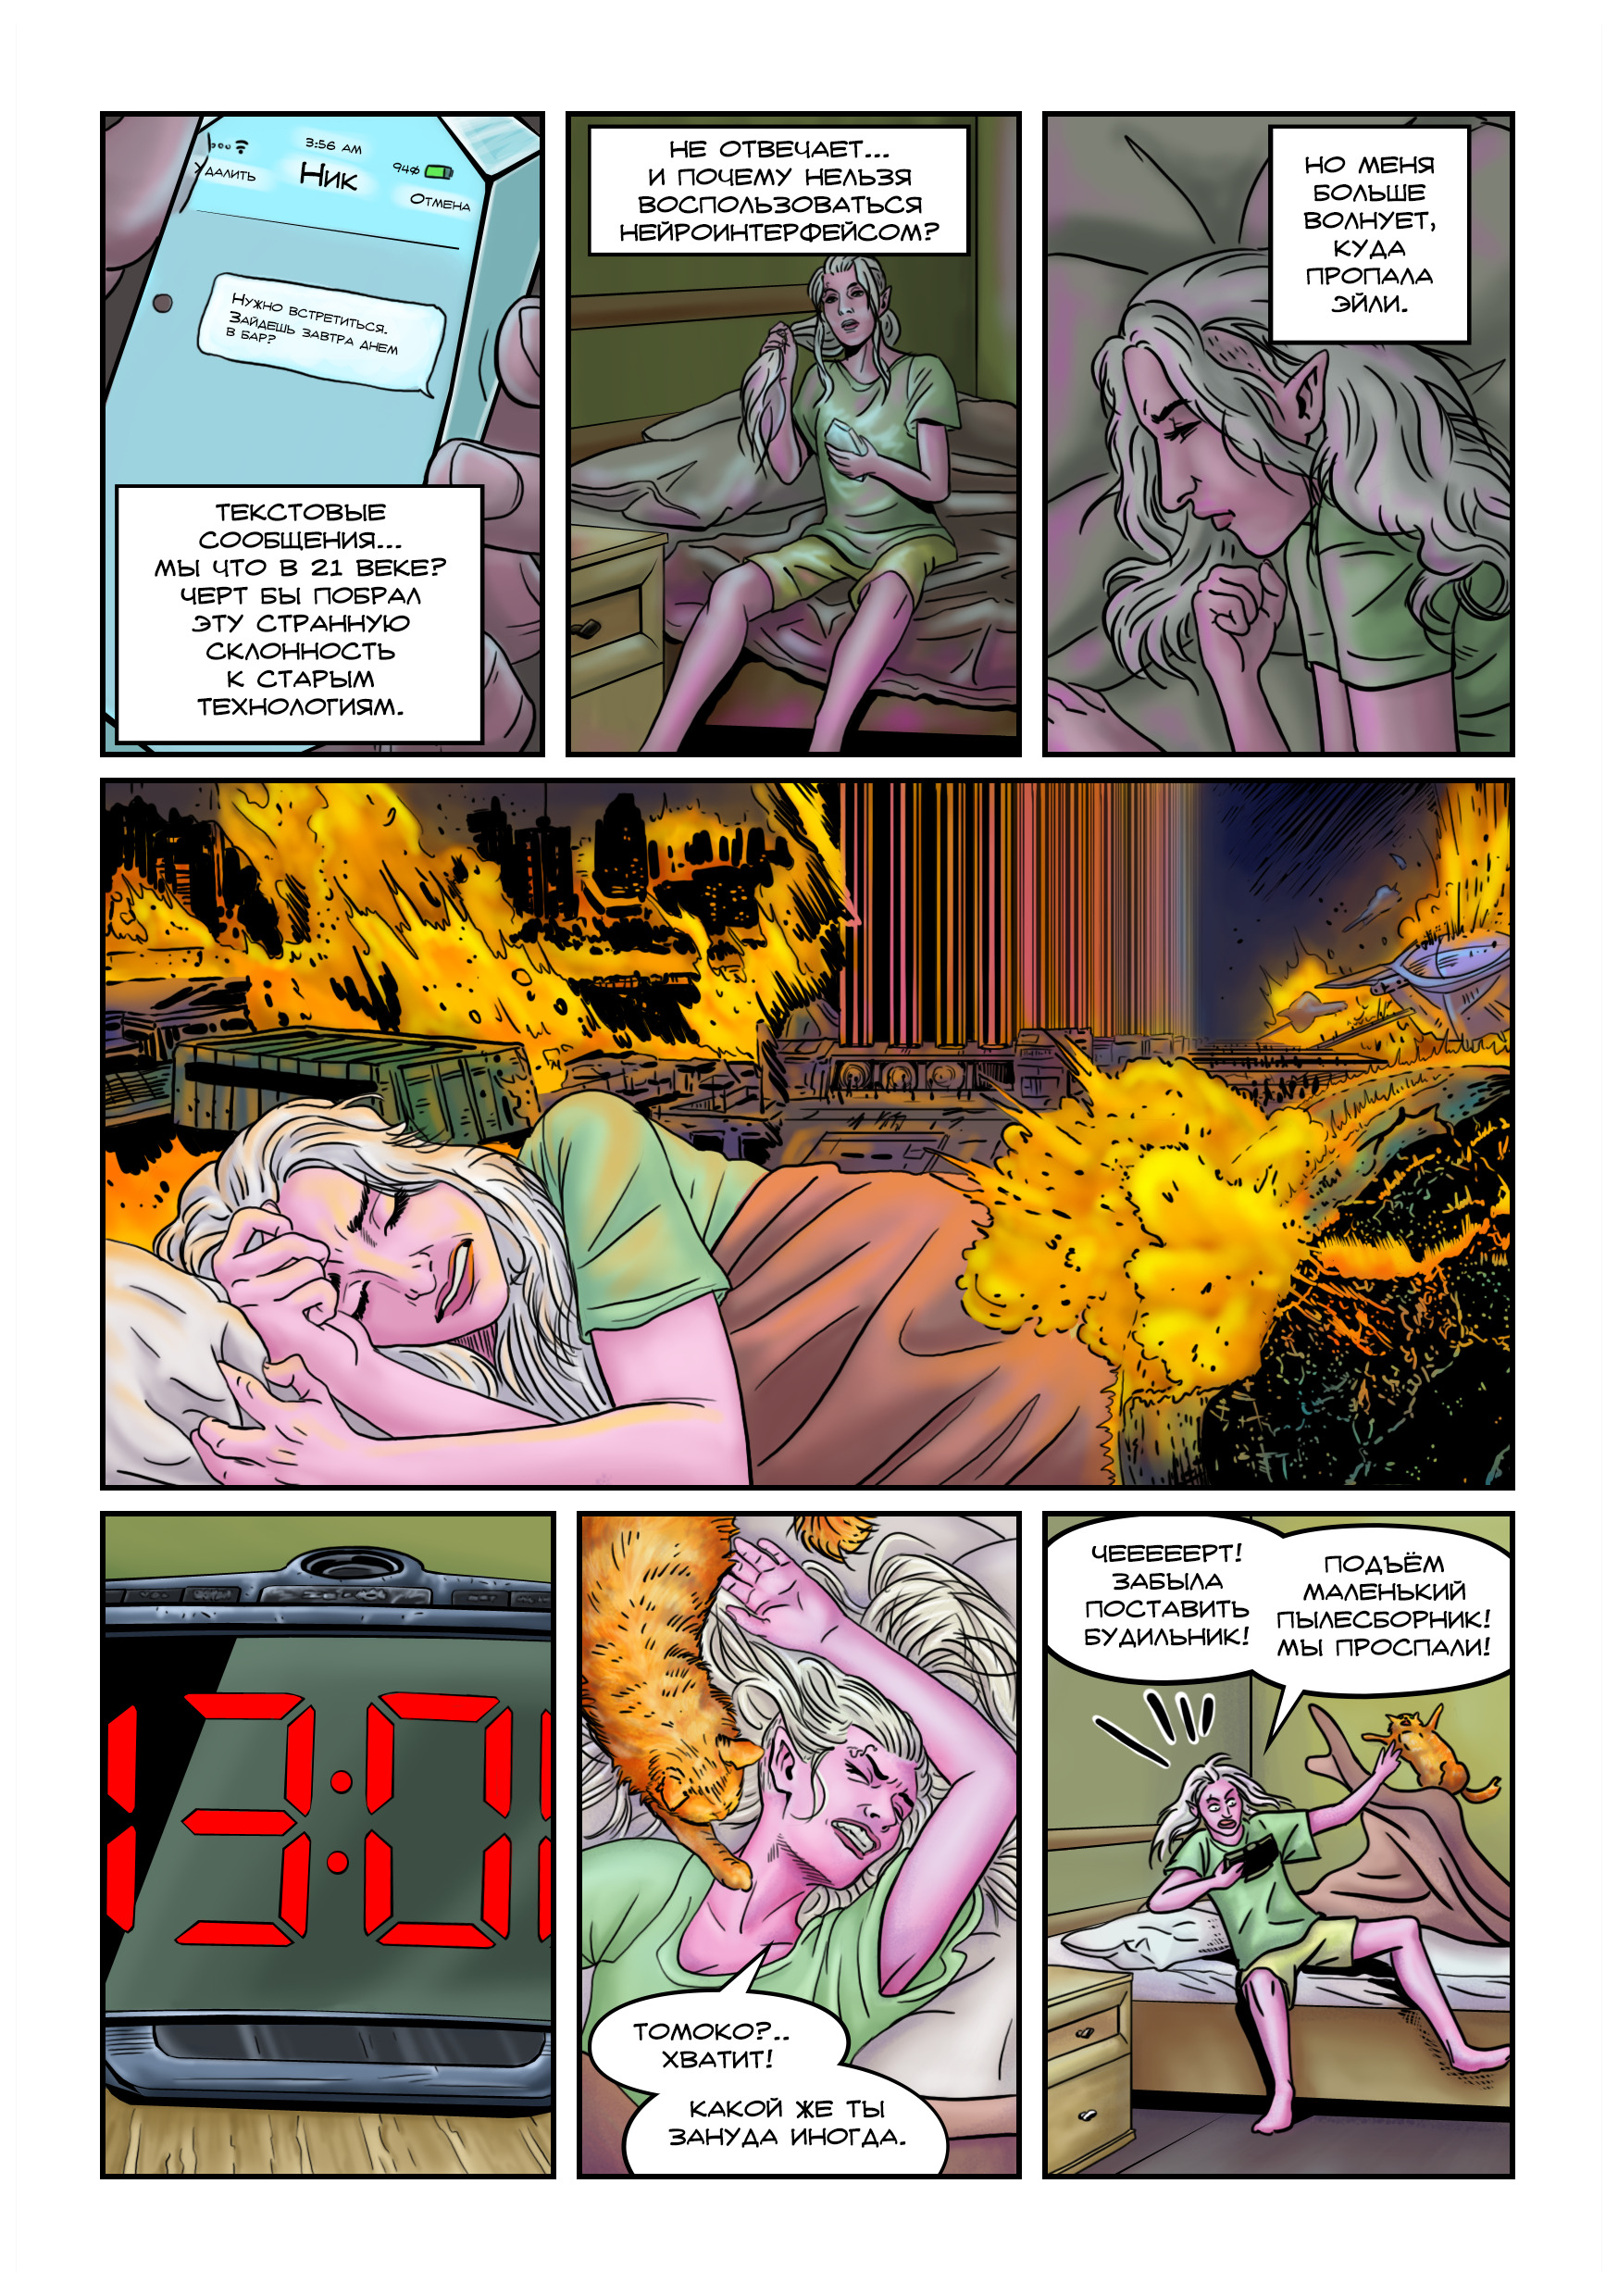 3:56 AM
94%
Удалить
Ник
Отмена
Нужно встретиться.
Зайдешь завтра днем
в бар?
ТЕКСТОВЫЕ
СООБЩЕНИЯ...
МЫ ЧТО В 21 ВЕКЕ?
ЧЕРТ БЫ ПОБРАЛ
ЭТУ СТРАННУЮ
СКЛОННОСТЬ
К СТАРЫМ
ТЕХНОЛОГИЯМ.
НЕ ОТВЕЧАЕТ...
И ПОЧЕМУ НЕЛЬЗЯ
ВОСПОЛЬЗОВАТЬСЯ
НЕЙРОИНТЕРФЕЙСОМ?
НО МЕНЯ
БОЛЬШЕ
ВОЛНУЕТ,
КУДА
ПРОПАЛА
ЭЙЛИ.
13:0
ТОМОКО?..
ХВАТИТ!
КАКОЙ ЖЕ ТЫ
ЗАНУДА ИНОГДА.
ЧЕЕЕЕЕРТ!
ЗАБЫЛА
ПОСТАВИТЬ
БУДИЛЬНИК!
ПОДЪЁМ
МАЛЕНЬКИЙ
ПЫЛЕСБОРНИК!
МЫ ПРОСПАЛИ!